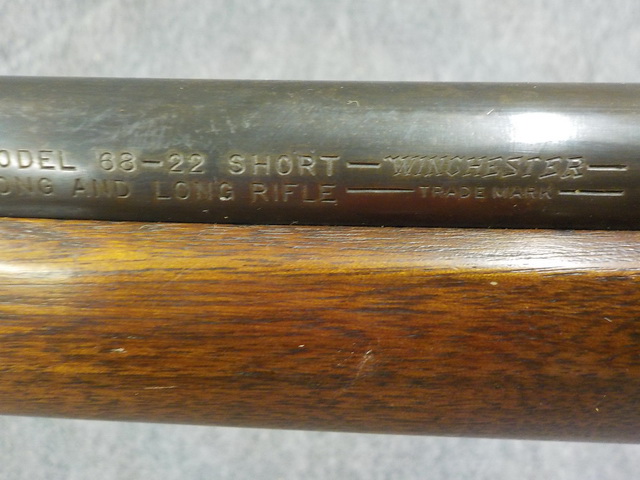 ODEL 68-22 SHORT — WINCHESTER —
ONG AND LONG RIFLE — TRADE MARK —